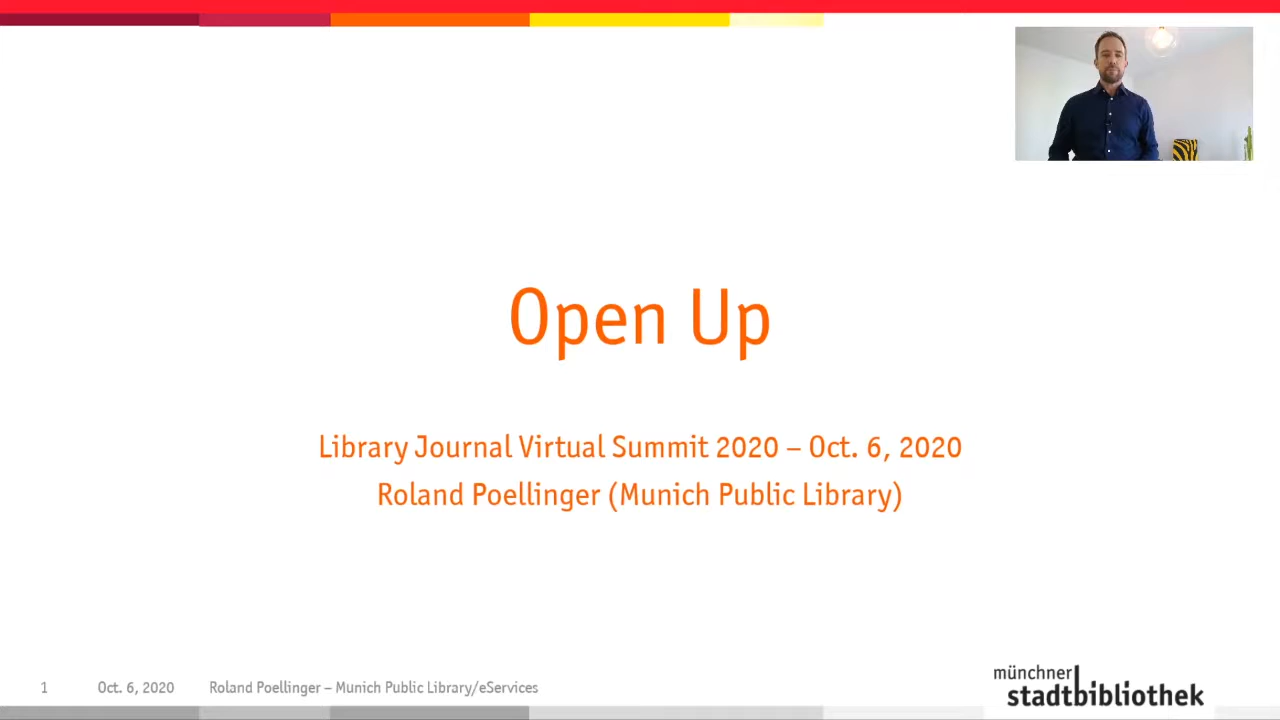 Open Up
Library Journal Virtual Summit 2020 – Oct. 6, 2020
Roland Poellinger (Munich Public Library)
1 Oct. 6, 2020 Roland Poellinger – Munich Public Library/eServices
münchner
stadtbibliothek